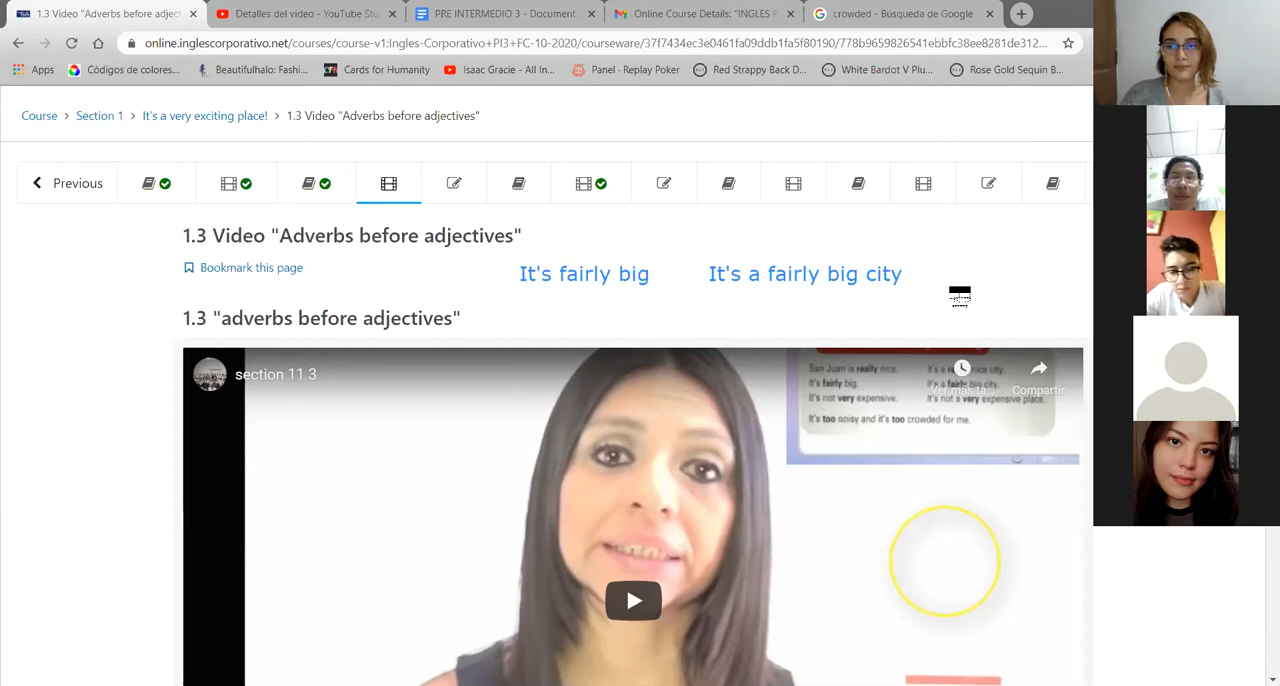 1.3 Video "Adverbs before adject
Detalles del video - YouTube Stu
PRE INTERMEDIO 3 - Document
Online Course Details: "INGLES P
crowded - Búsqueda de Google
online.inglescorporativo.net/courses/course-v1:Ingles-Corporativo+PI3+FC-10-2020/courseware/37f7434ec3e0461fa09ddb1fa5f80190/778b9659826541ebbfc38ee8281de312...
Apps
Códigos de colores...
Beautifulhalo: Fashi...
Cards for Humanity
Isaac Gracie - All In...
Panel · Replay Poker
Red Strappy Back D...
White Bardot V Plu...
Rose Gold Sequin B...
Course > Section 1 > It's a very exciting place! > 1.3 Video "Adverbs before adjectives"
Previous
1.3 Video "Adverbs before adjectives"
Bookmark this page
It's fairly big
It's a fairly big city
1.3 "adverbs before adjectives"
section 11 3
San Juan is really nice.
It's a nice city.
It's fairly big.
It's a fairly big city.
Compartir
It's not very expensive.
It's not a very expensive place.
It's too noisy and it's too crowded for me.